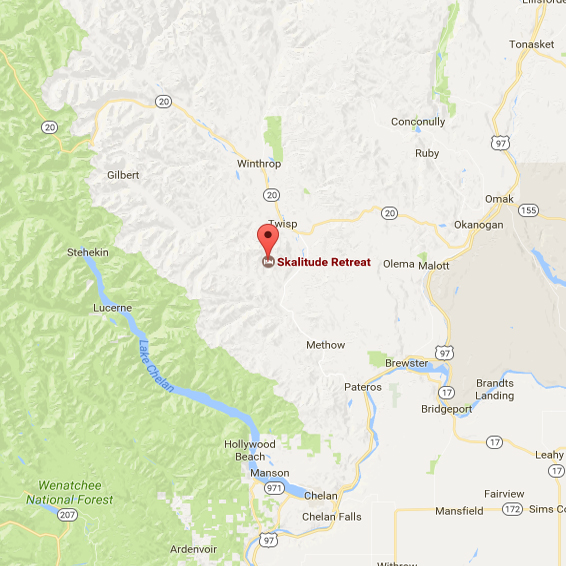 Tonasket
20
Conconully
20
97
Ruby
Winthrop
Gilbert
20
Omak
155
20
Twisp
Okanogan
Stehekin
Skalitude Retreat
Olema
Malott
Lucerne
Methow
97
Lake Chelan
Brewster
Pateros
17
Brandts
Landing
Bridgeport
Hollywood
Beach
17
Leahy
Manson
17
Wenatchee
National Forest
971
Chelan
Fairview
207
Chelan Falls
Mansfield
172
Sims Co
97
Ardenvoir